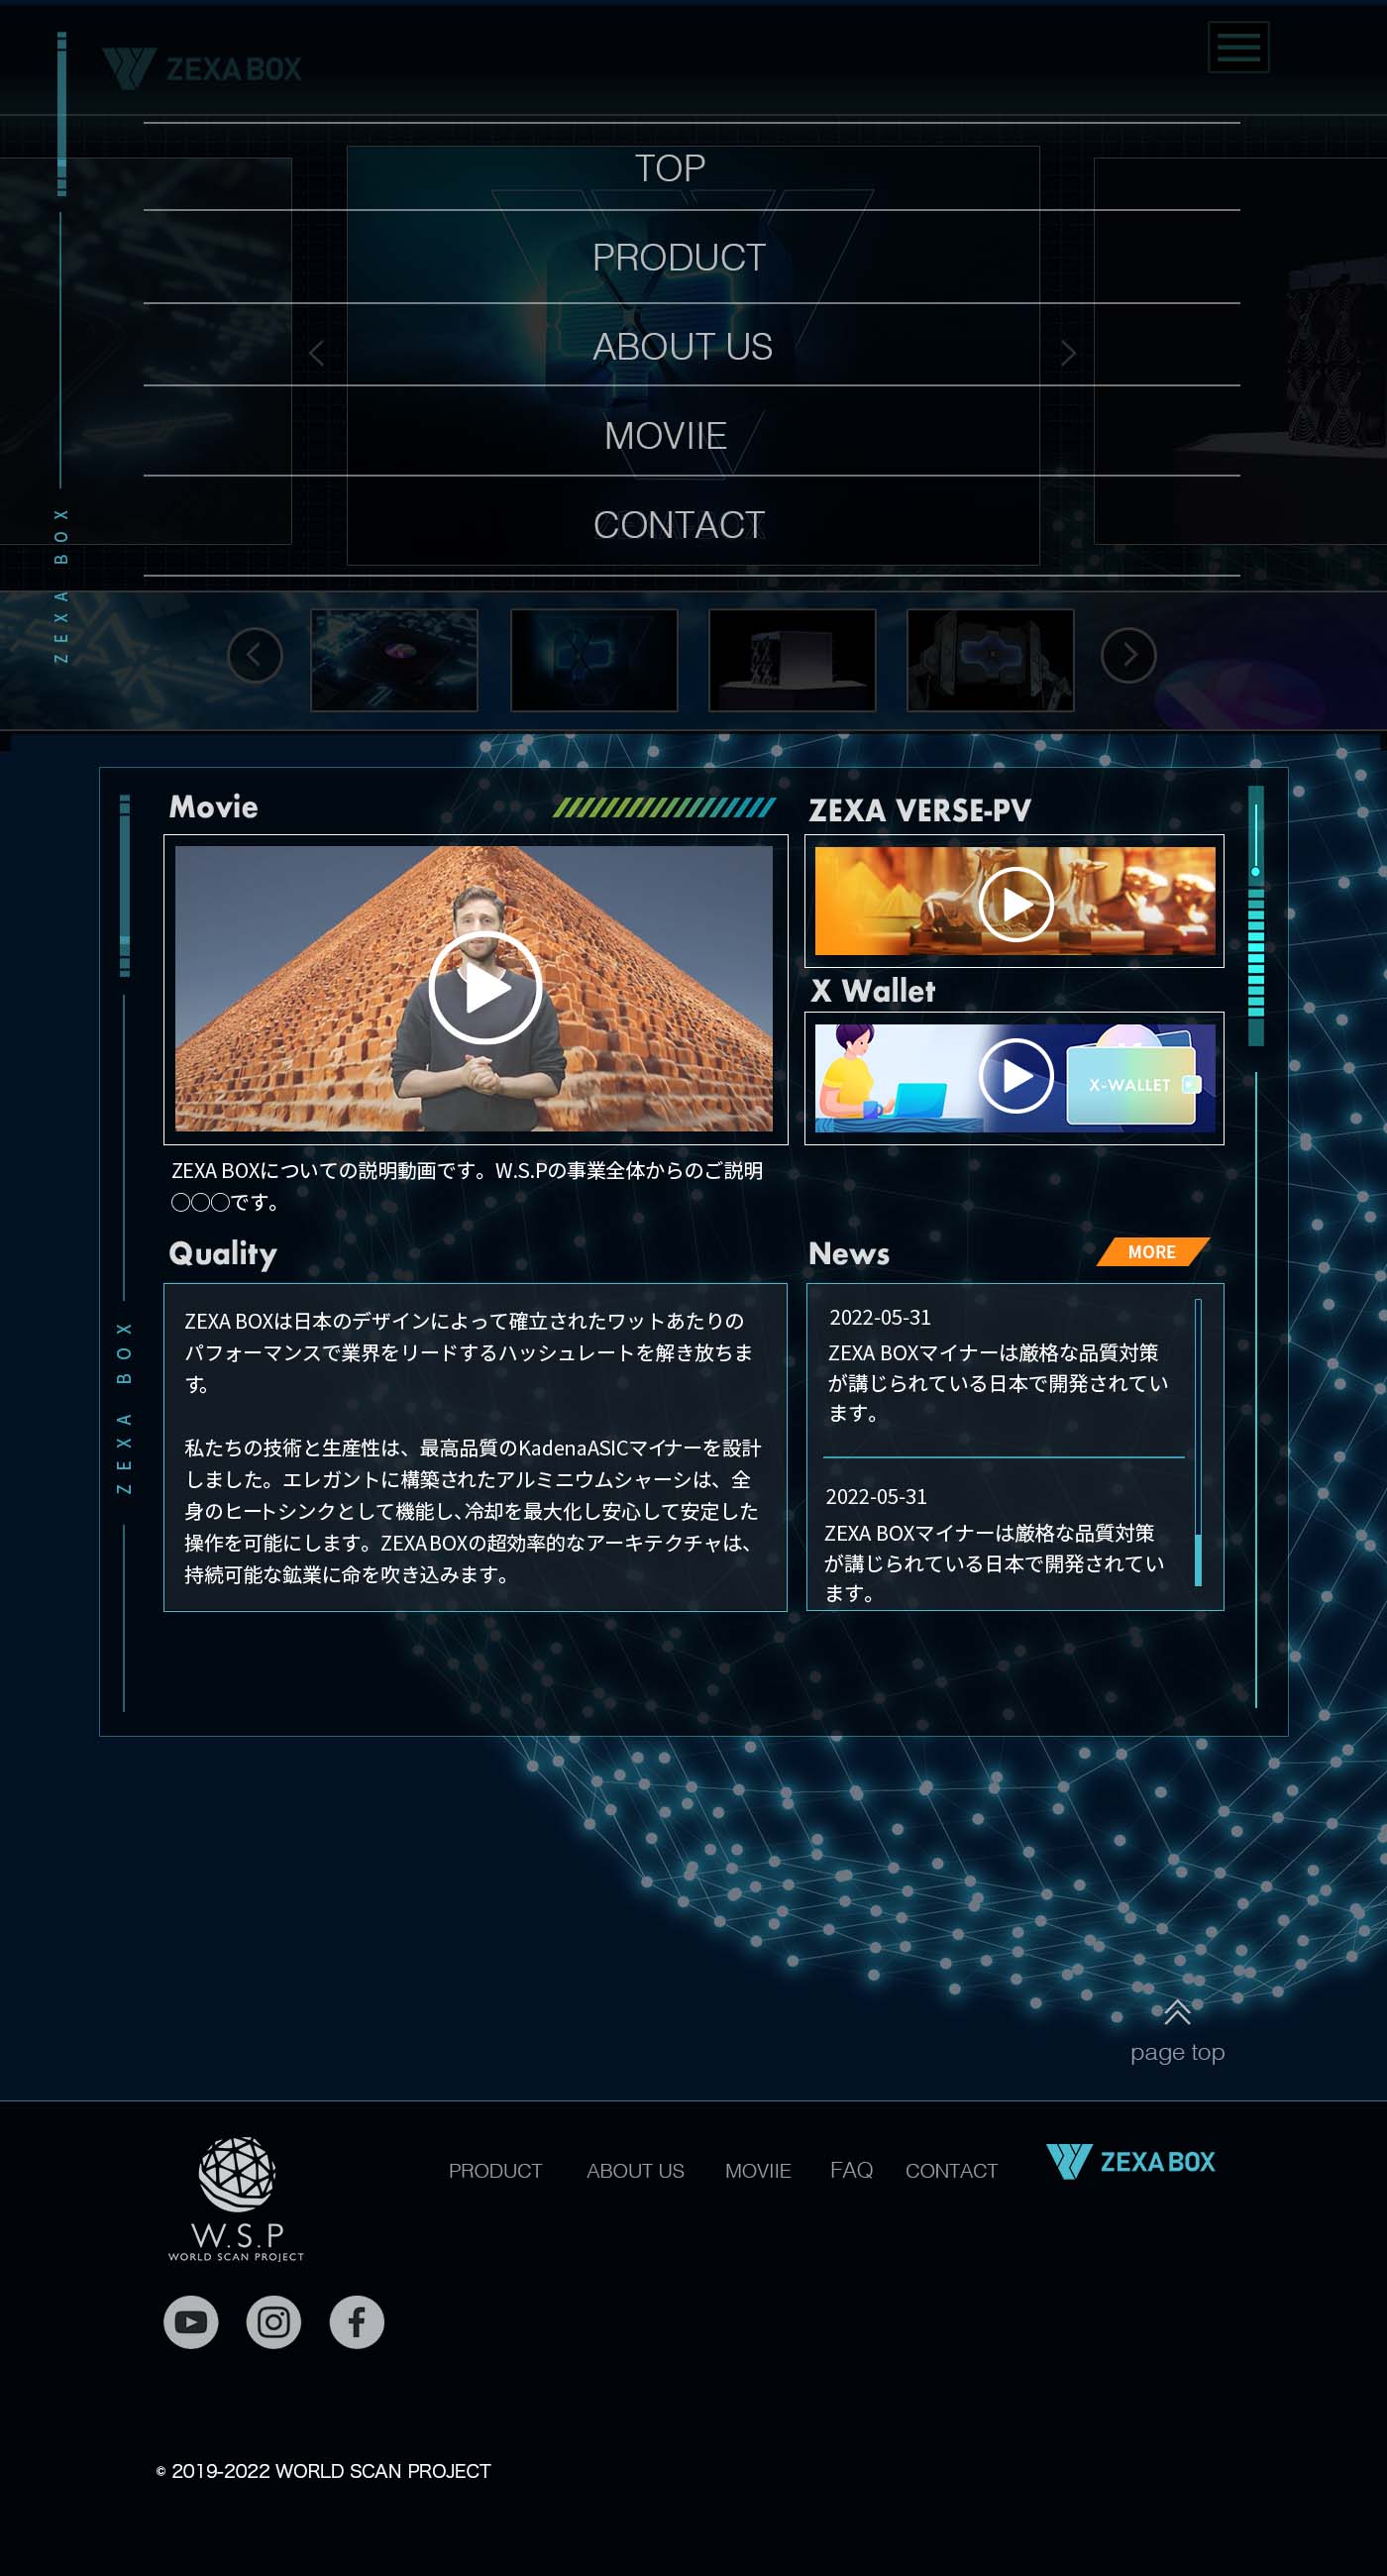 ZEXA BOX
TOP
PRODUCT
ABOUT US
MOVIIE
CONTACT
ZEXA BOX
Movie
ZEXA VERSE-PV
X Wallet
X-WALLET
ZEXA BOXについての説明動画です。W.S.Pの事業全体からのご説明
〇〇〇です。
Quality
ZEXA BOXは日本のデザインによって確立されたワットあたりの
パフォーマンスで業界をリードするハッシュレートを解き放ちま
す。
私たちの技術と生産性は、最高品質のKadenaASICマイナーを設計
しました。エレガントに構築されたアルミニウムシャーシは、全
身のヒートシンクとして機能し、冷却を最大化し安心して安定した
操作を可能にします。ZEXA BOXの超効率的なアーキテクチャは、
持続可能な鉱業に命を吹き込みます。
News
MORE
2022-05-31
ZEXA BOXマイナーは厳格な品質対策
が講じられている日本で開発されてい
ます。
2022-05-31
ZEXA BOXマイナーは厳格な品質対策
が講じられている日本で開発されてい
ます。
ZEXA BOX
page top
W.S.P
WORLD SCAN PROJECT
PRODUCT
ABOUT US
MOVIIE
FAQ
CONTACT
ZEXA BOX
© 2019-2022 WORLD SCAN PROJECT